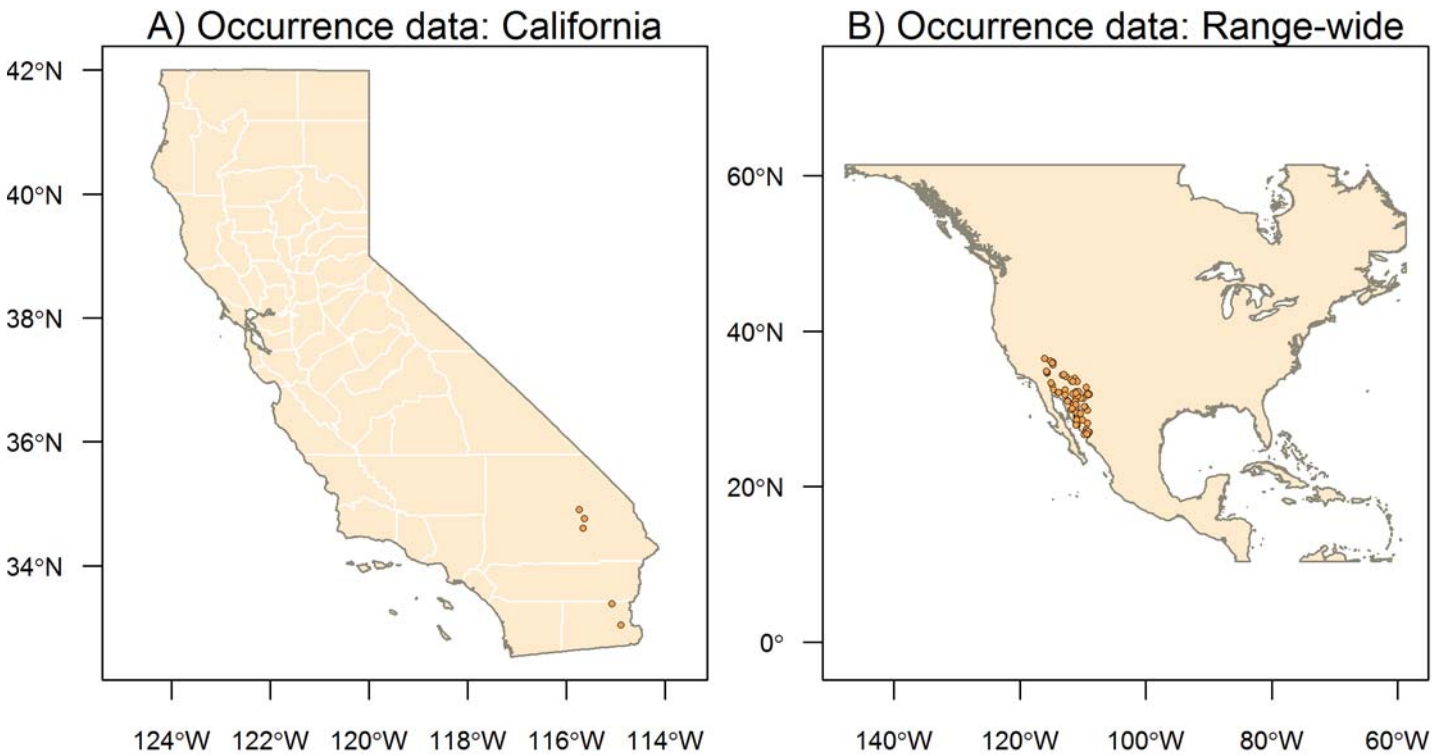 A) Occurrence data: California
42°N
40°N
38°N
36°N
34°N
124°W 122°W 120°W 118°W 116°W 114°W
B) Occurrence data: Range-wide
60°N
40°N
20°N
0°
140°W 120°W 100°W 80°W 60°W